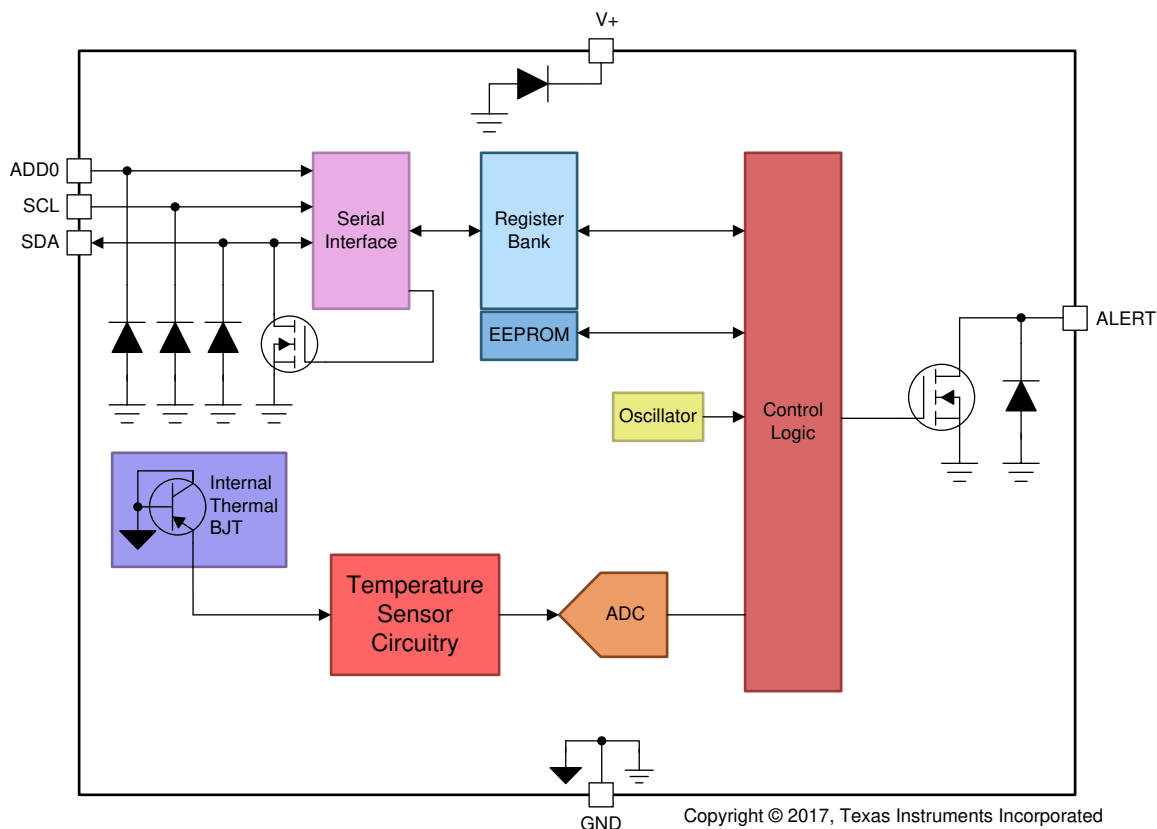 V+
ADD0
SCL
SDA
Serial
Interface
Register
Bank
EEPROM
Oscillator
Control
Logic
ALERT
Internal
Thermal
BJT
Temperature
Sensor
Circuitry
ADC
GND
Copyright © 2017, Texas Instruments Incorporated